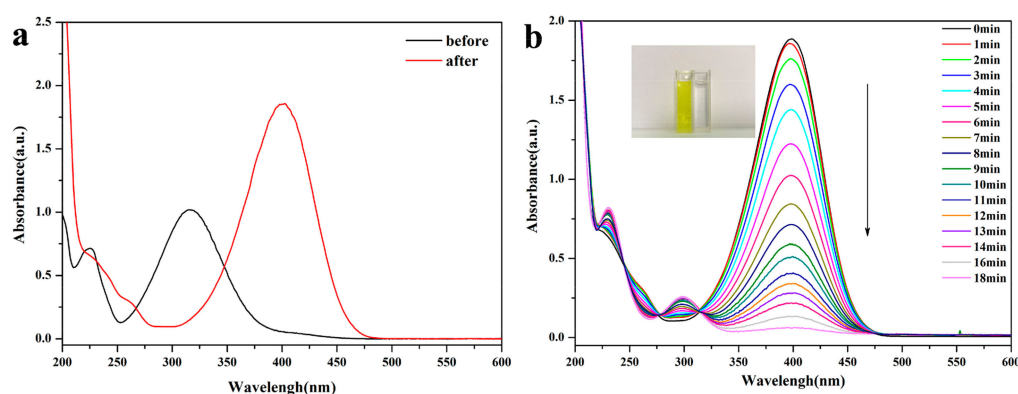 a
before
after
Absorbance(a.u.)
2.5
2.0
1.5
1.0
0.5
0.0
200 250 300 350 400 450 500 550 600
Wavelengh(nm)
b
0min
1min
2min
3min
4min
5min
6min
7min
8min
9min
10min
11min
12min
13min
14min
16min
18min
Absorbance(a.u.)
2.0
1.5
1.0
0.5
0.0
200 250 300 350 400 450 500 550 600
Wavelengh(nm)